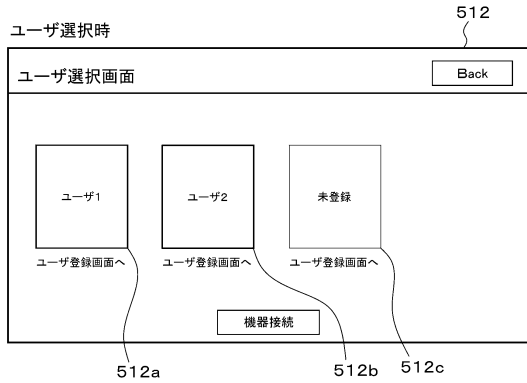 512
ユーザ選択時
ユーザ選択画面
Back
ユーザ1
ユーザ2
未登録
ユーザ登録画面へ
ユーザ登録画面へ
ユーザ登録画面へ
機器接続
512a
512b
512c